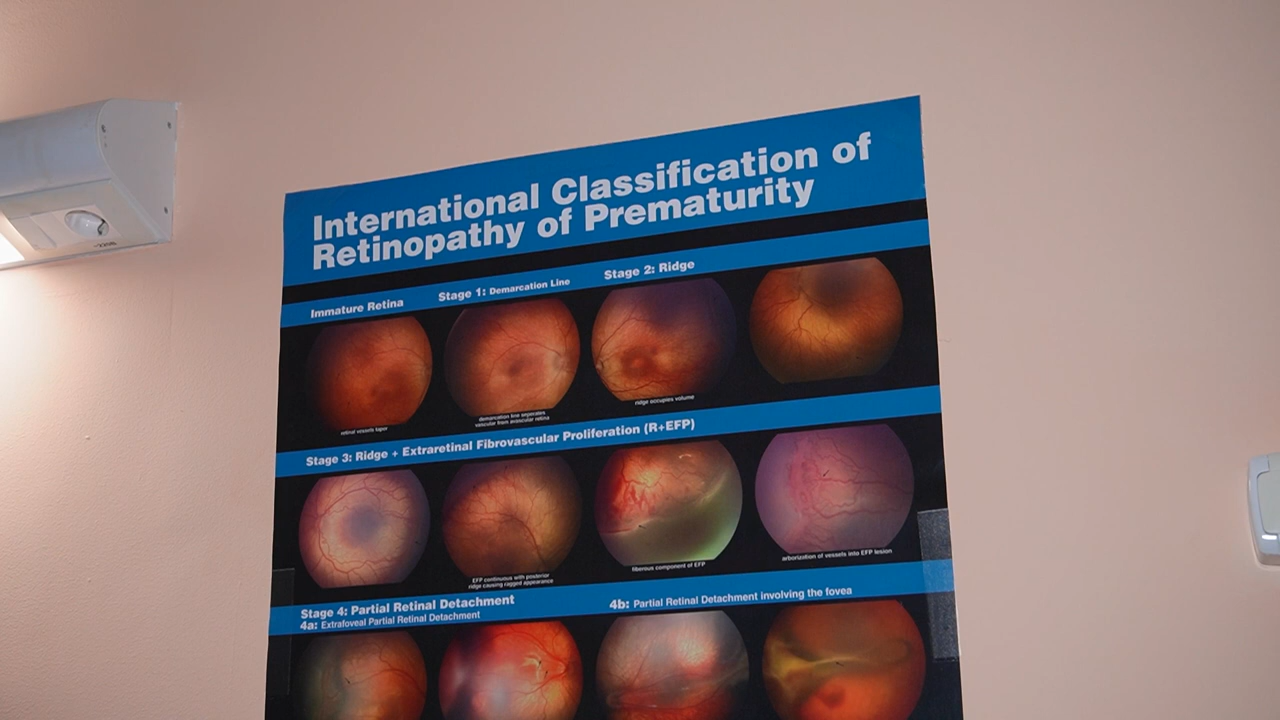 International Classification of
Retinopathy of Prematurity
Immature Retina
Stage 1: Demarcation Line
Stage 2: Ridge
retinal vessels taper
demarcation line separates
vascular from avascular retina
ridge occupies volume
Stage 3: Ridge + Extraretinal Fibrovascular Proliferation (R+EFP)
EFP continuous with posterior
ridge causing ragged appearance
fiberous component of EFP
arborization of vessels into EFP lesion
Stage 4: Partial Retinal Detachment
4a: Extrafoveal Partial Retinal Detachment
4b: Partial Retinal Detachment involving the fovea